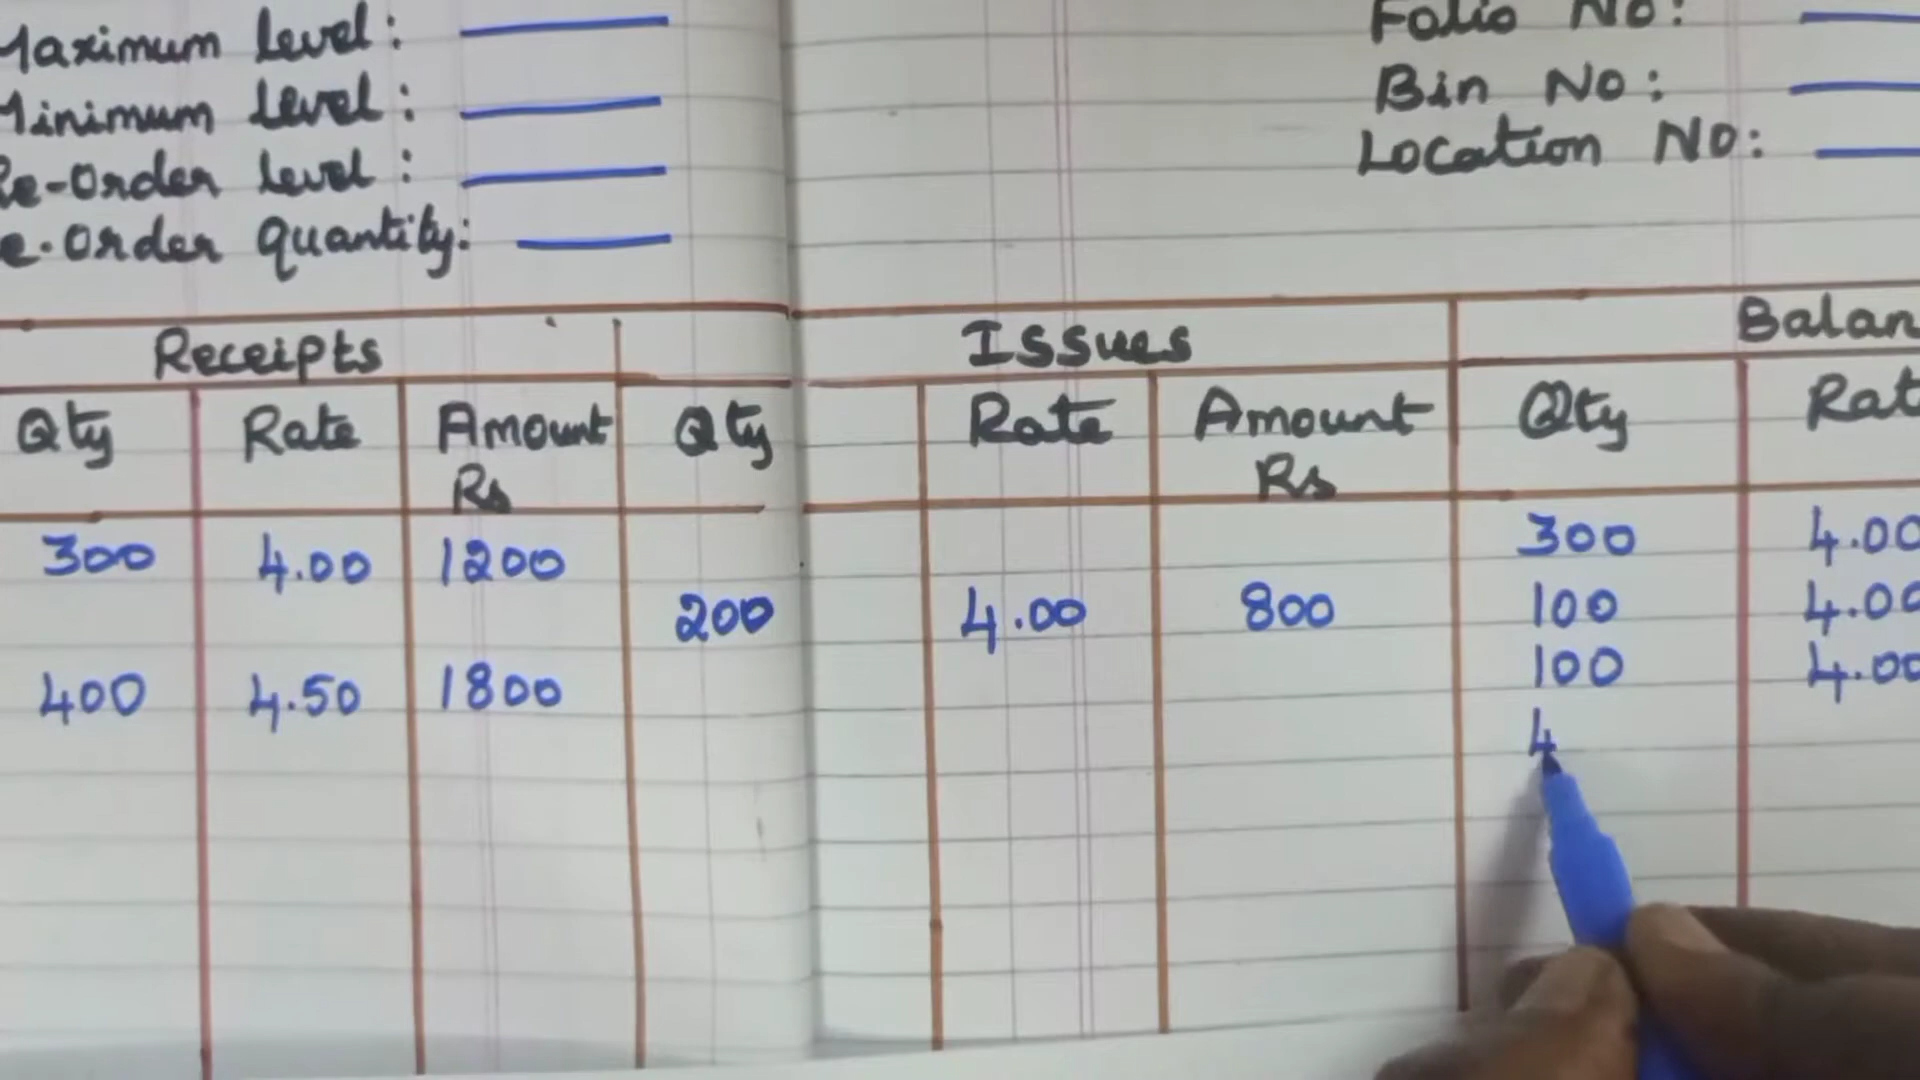 Maximum level:
Minimum level:
Re-Order level:
e-Order quantity:
Folio No:
Bin No:
Location No:
Receipts Issues Balan
Qty Rate Amount Rs Qty Rate Amount Rs Qty Rat
300 4.00 1200 300 4.00
200 4.00 800 100 4.00
400 4.50 1800 100 4.00
4